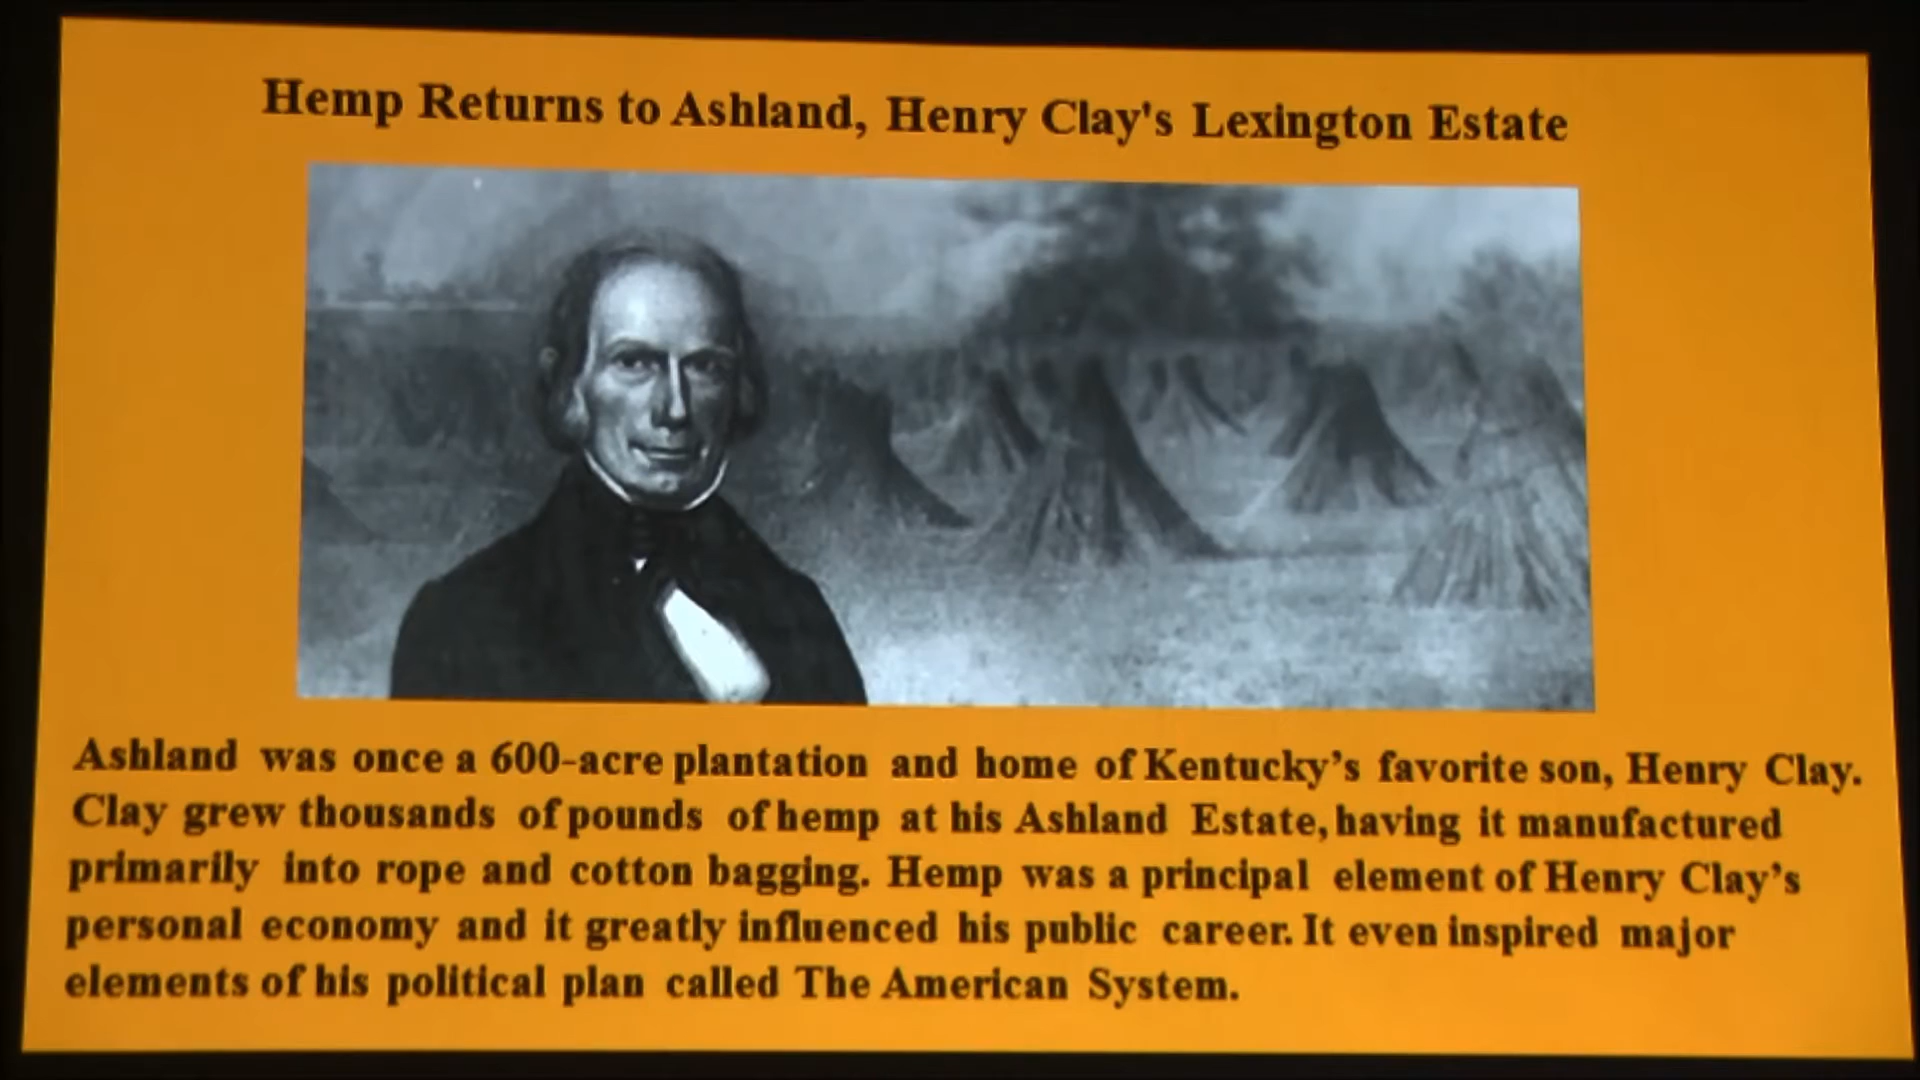 Hemp Returns to Ashland, Henry Clay's Lexington Estate
Ashland was once a 600-acre plantation and home of Kentucky’s favorite son, Henry Clay.
Clay grew thousands of pounds of hemp at his Ashland Estate, having it manufactured
primarily into rope and cotton bagging. Hemp was a principal element of Henry Clay’s
personal economy and it greatly influenced his public career. It even inspired major
elements of his political plan called The American System.